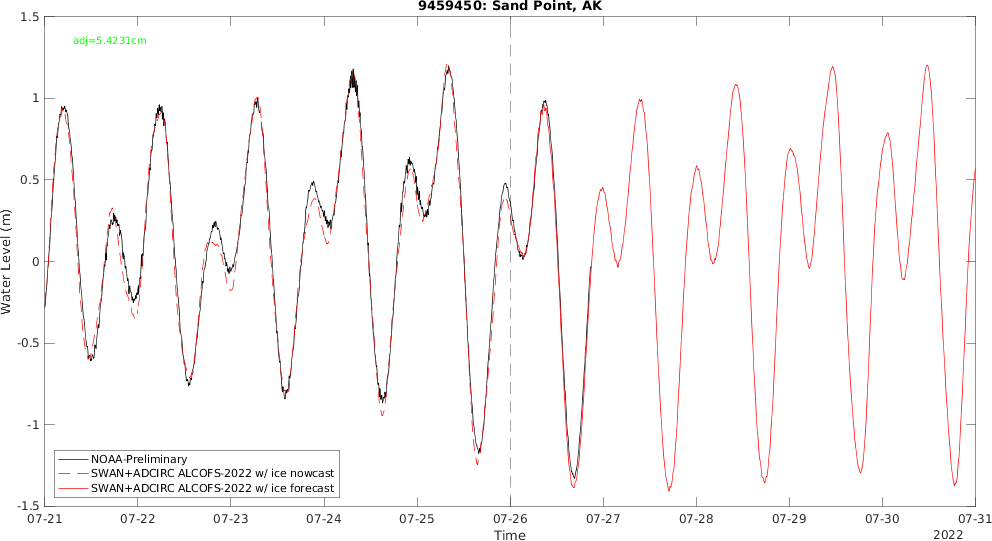 9459450: Sand Point, AK
adj=5.4231cm
1.5
1
0.5
0
-0.5
-1
-1.5
Water Level (m)
NOAA-Preliminary
SWAN+ADCIRC ALCOFS-2022 w/ ice nowcast
SWAN+ADCIRC ALCOFS-2022 w/ ice forecast
07-21 07-22 07-23 07-24 07-25 07-26 07-27 07-28 07-29 07-30 07-31
Time
2022